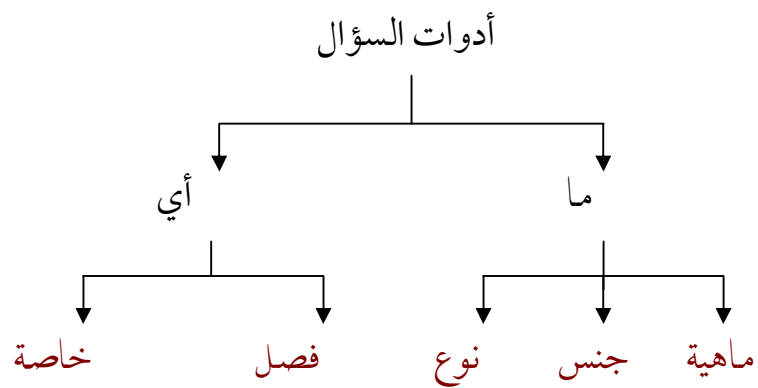 أدوات السؤال
ما أي
ماهية جنس نوع فصل خاصة